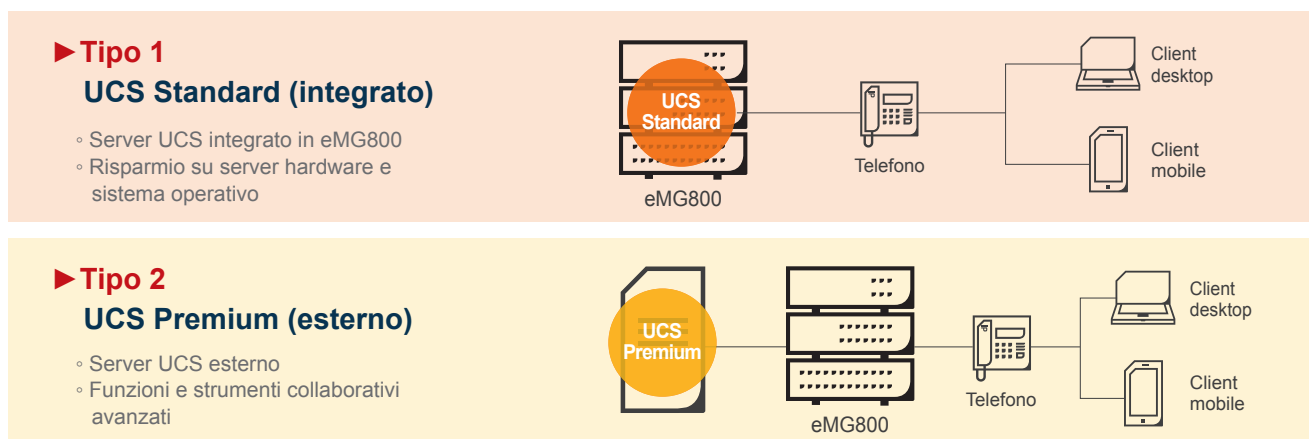 ►Tipo 1
UCS Standard (integrato)
◦ Server UCS integrato in eMG800
◦ Risparmio su server hardware e
sistema operativo
UCS
Standard
eMG800
Telefono
Client
desktop
Client
mobile
►Tipo 2
UCS Premium (esterno)
◦ Server UCS esterno
◦ Funzioni e strumenti collaborativi
avanzati
UCS
Premium
eMG800
Telefono
Client
desktop
Client
mobile